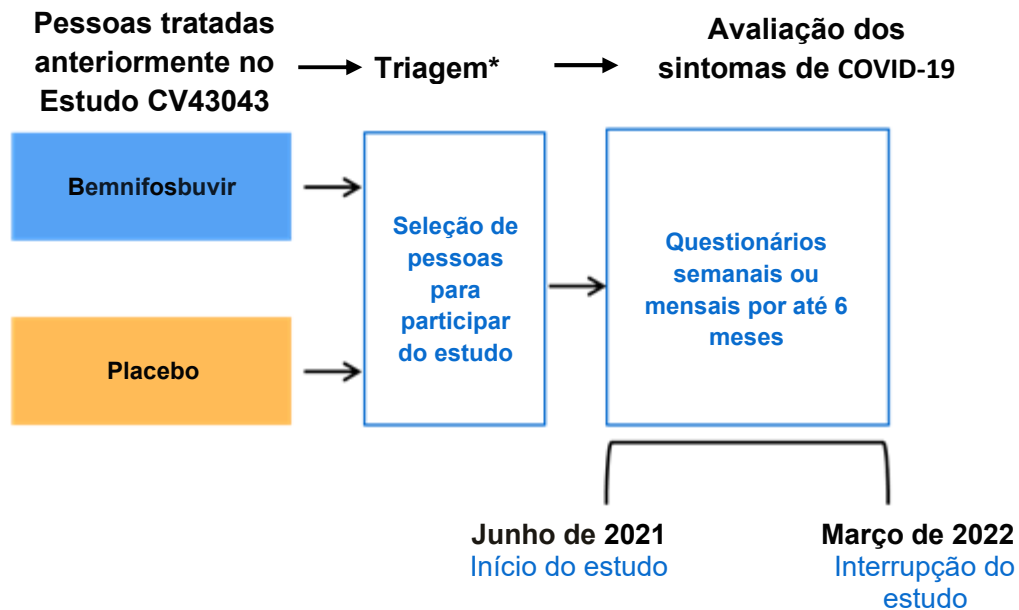 Pessoas tratadas
anteriormente no
Estudo CV43043
Triagem*
Avaliação dos
sintomas de COVID-19
Bemnifosbuvir
Placebo
Seleção de
pessoas
para
participar
do estudo
Questionários
semanais ou
mensais por até 6
meses
Junho de 2021
Início do estudo
Março de 2022
Interrupção do
estudo